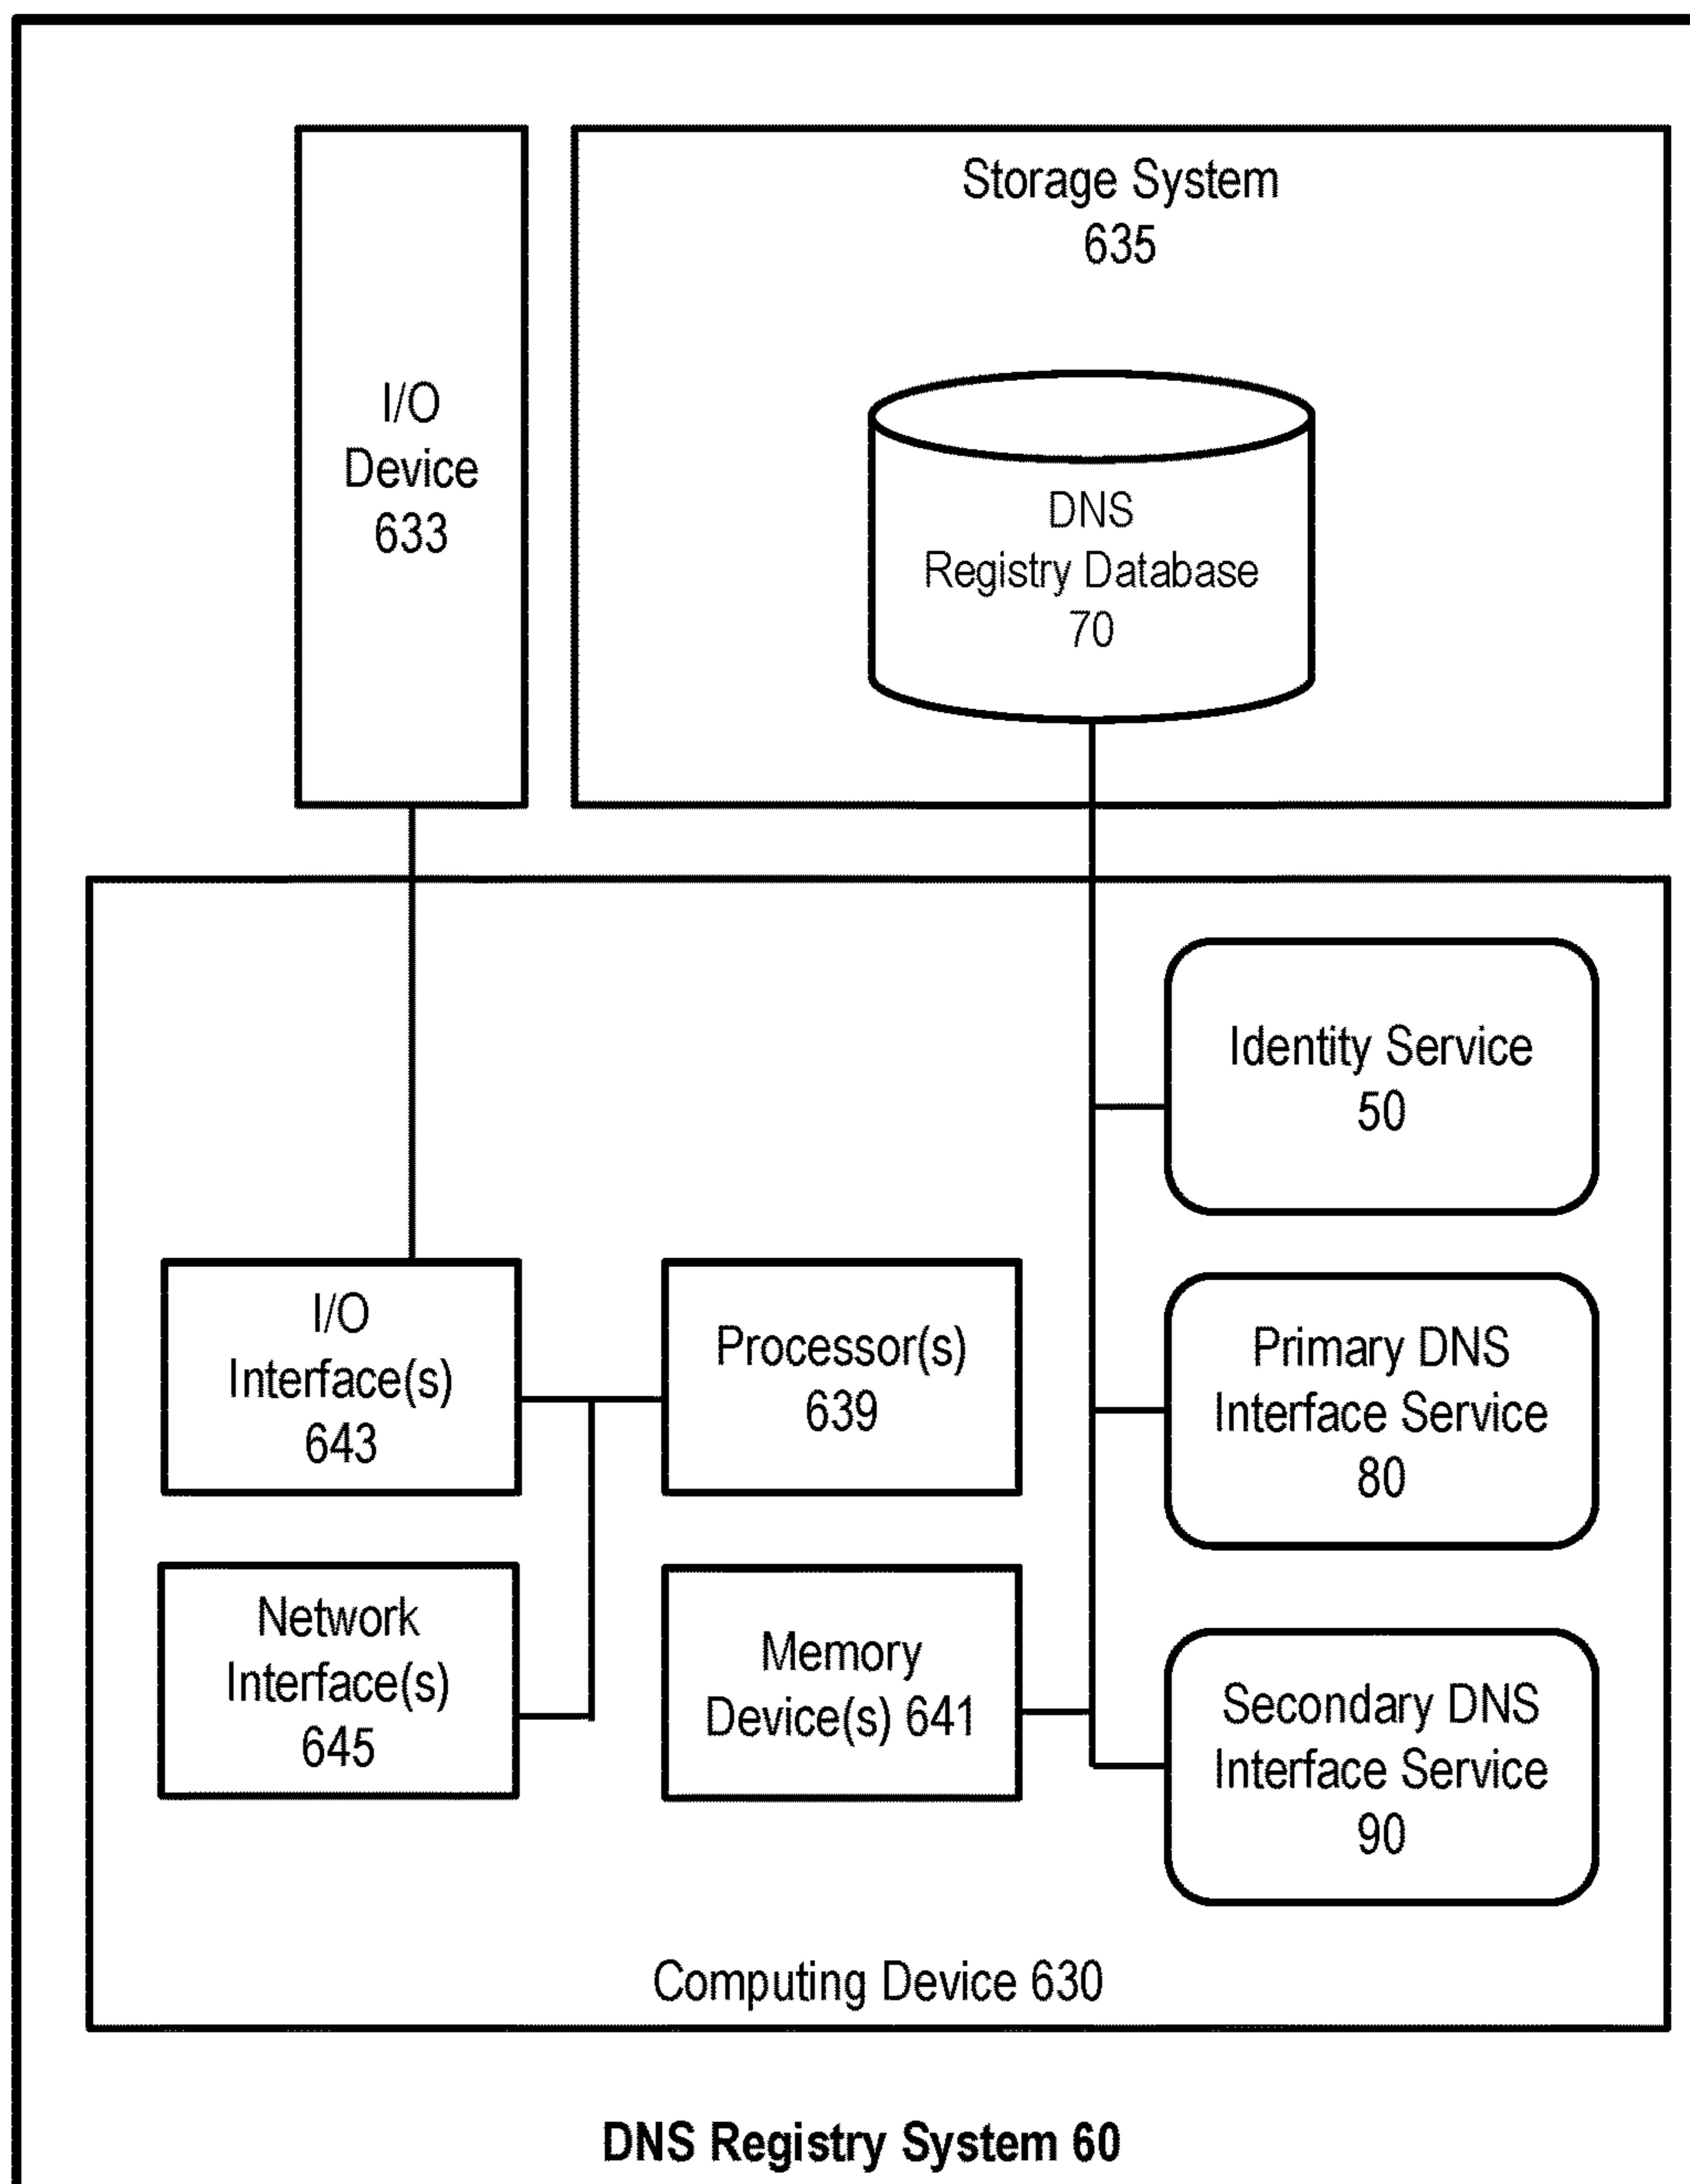 I/O
Device
633
Storage System
635
DNS
Registry Database
70
Identity Service
50
I/O
Interface(s)
643
Processor(s)
639
Primary DNS
Interface Service
80
Network
Interface(s)
645
Memory
Device(s) 641
Secondary DNS
Interface Service
90
Computing Device 630
DNS Registry System 60